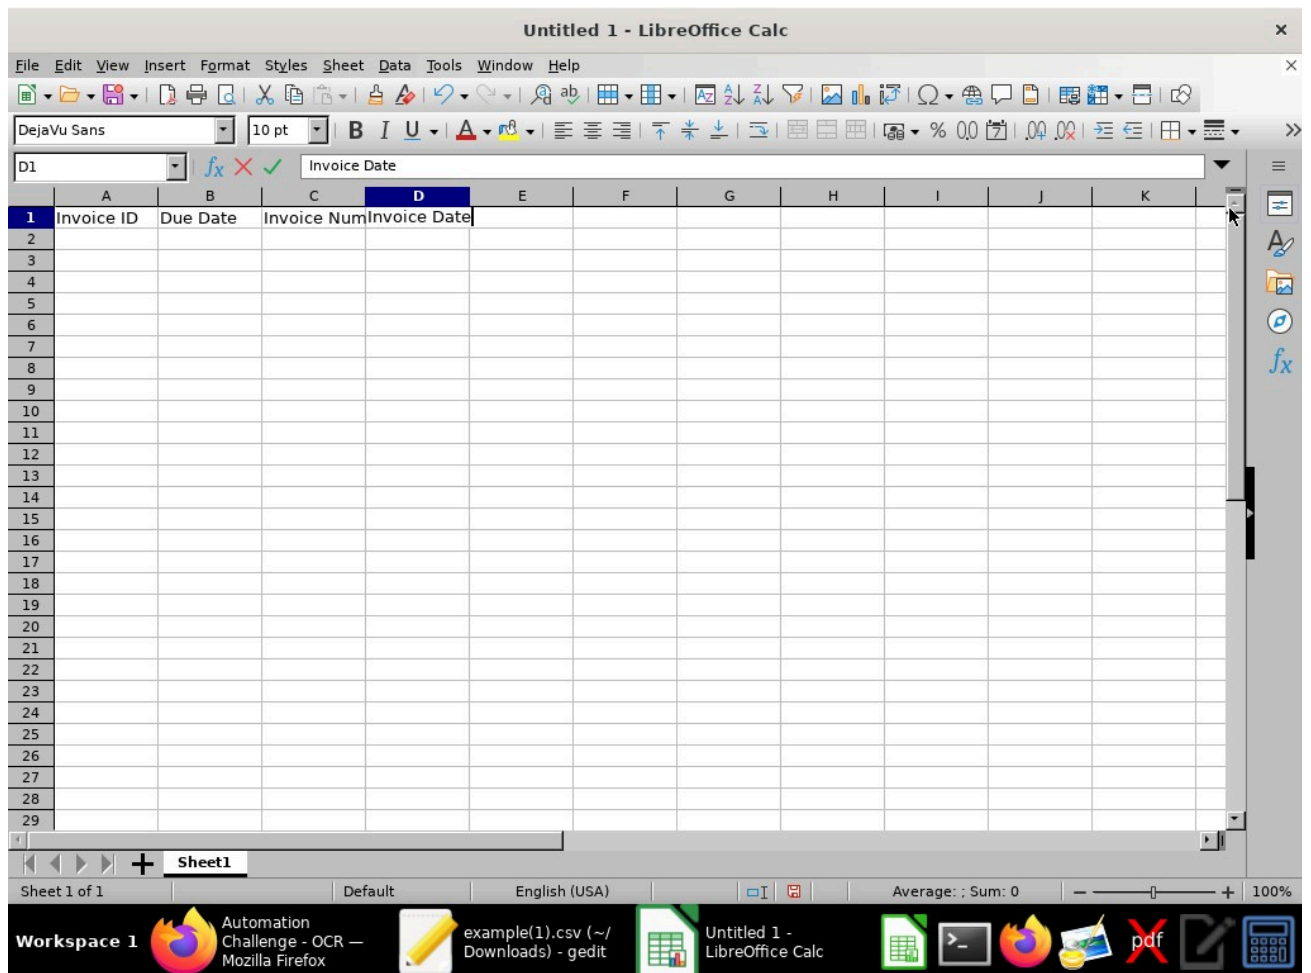 Untitled 1 - LibreOffice Calc
File Edit View Insert Format Styles Sheet Data Tools Window Help
DejaVu Sans 10 pt
D1 Invoice Date
A B C D E F G H I J K
1 Invoice ID Due Date Invoice Num Invoice Date
2
3
4
5
6
7
8
9
10
11
12
13
14
15
16
17
18
19
20
21
22
23
24
25
26
27
28
29
Sheet1
Sheet 1 of 1 Default English (USA) Average: ; Sum: 0 100%
Workspace 1
Automation
Challenge - OCR —
Mozilla Firefox
example(1).csv (~/
Downloads) - gedit
Untitled 1 -
LibreOffice Calc
pdf